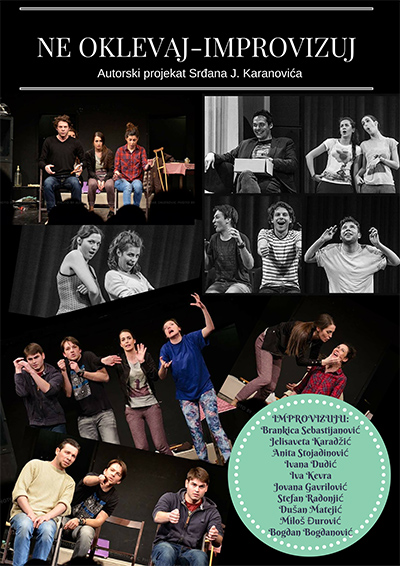 NE OKLEVAJ-IMPROVIZUJ
Autorski projekat Srđana J. Karanovića
IMPROVIZUJU:
Brankica Sebastijanović
Jelisaveta Karadžić
Anita Stojadinović
Ivana Dudić
Iva Kevra
Jovana Gavrilović
Stefan Radonjić
Dušan Matejić
Miloš Đurović
Bogdan Bogdanović